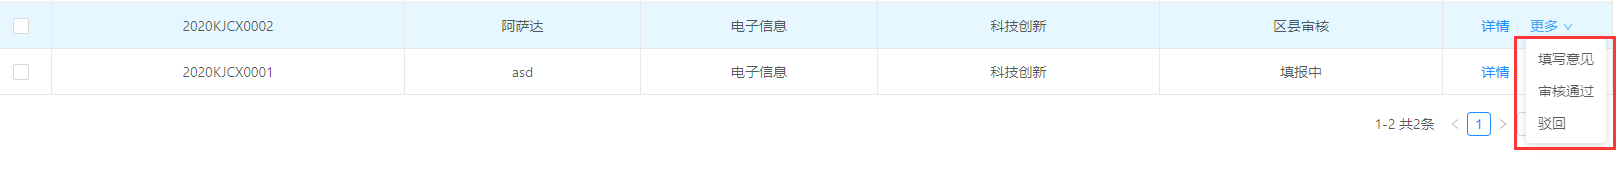 2020KJCX0002 阿萨达 电子信息 科技创新 区县审核 详情 更多
2020KJCX0001 asd 电子信息 科技创新 填报中 详情
填写意见
审核通过
驳回
1-2 共2条 < 1 >